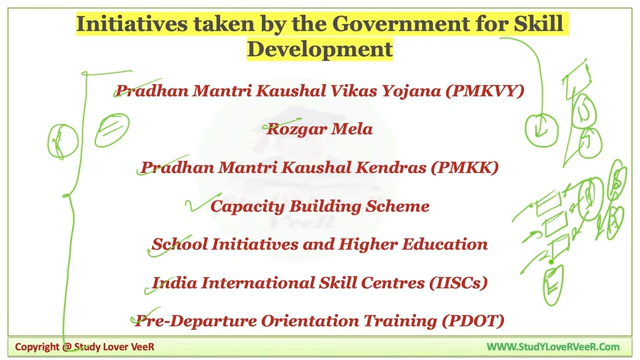 Initiatives taken by the Government for Skill
Development
Pradhan Mantri Kaushal Vikas Yojana (PMKVY)
Rozgar Mela
Pradhan Mantri Kaushal Kendras (PMKK)
Capacity Building Scheme
School Initiatives and Higher Education
India International Skill Centres (IISCs)
Pre-Departure Orientation Training (PDOT)
Copyright @ Study Lover VeeR
WWW.StudYLoveRVeeR.Com